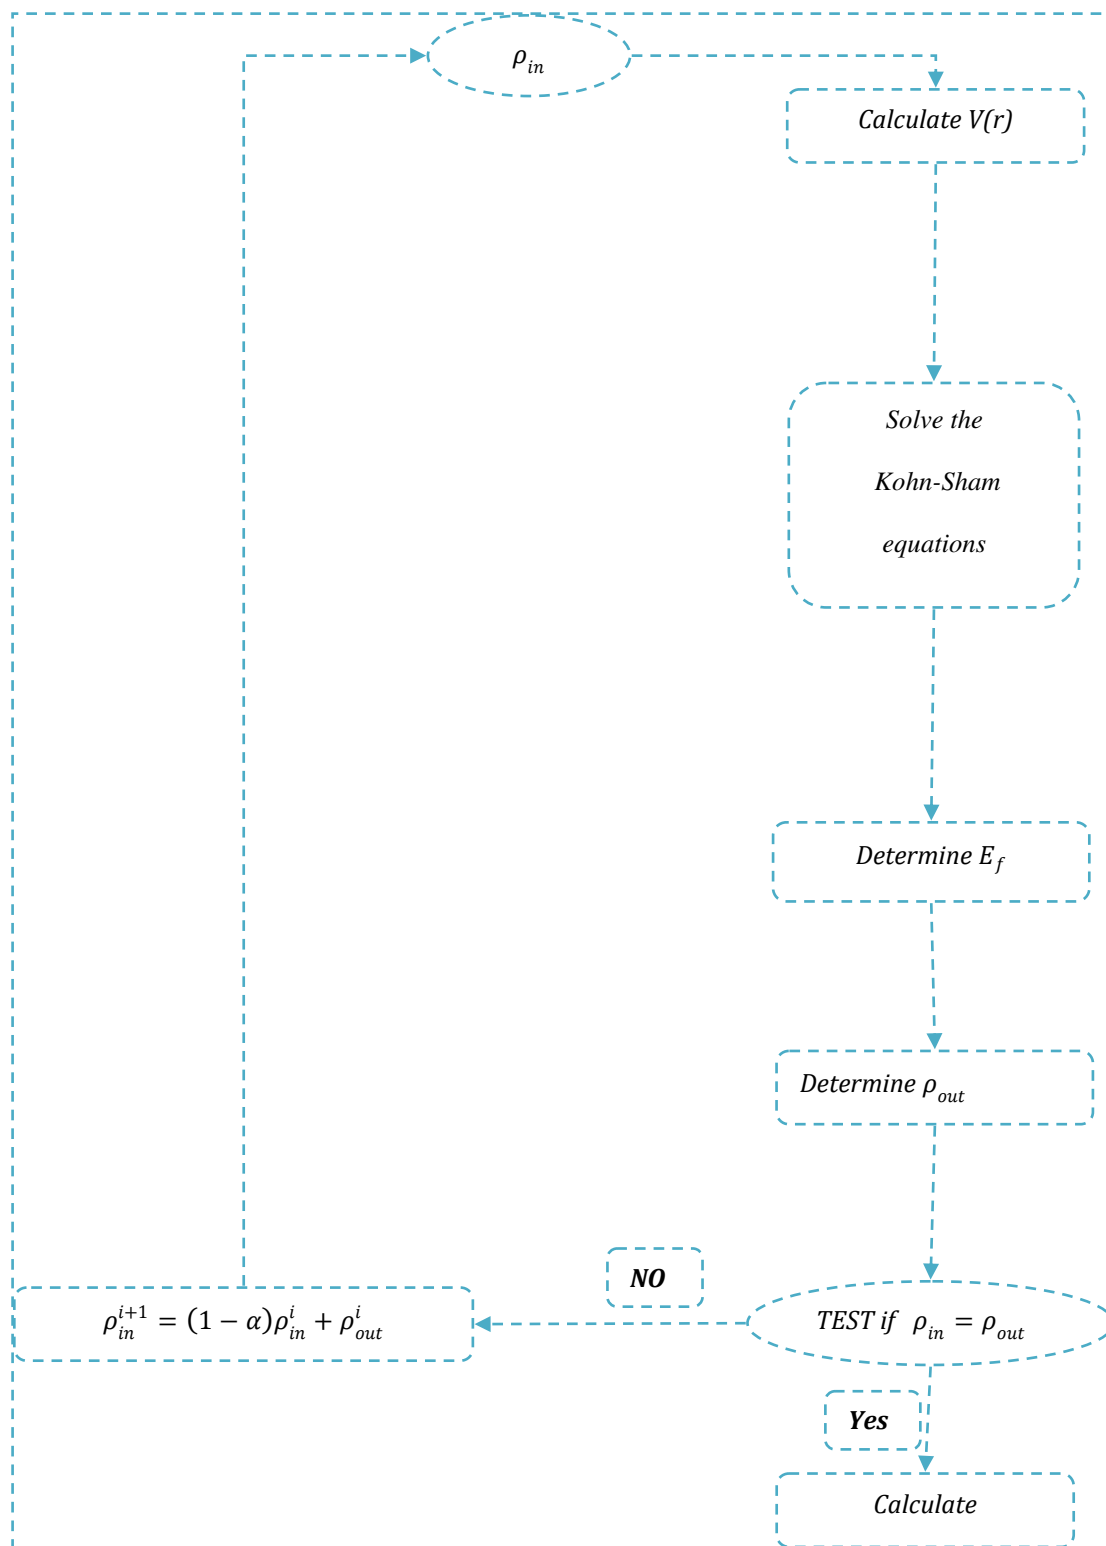 ρ_in
Calculate V(r)
Solve the
Kohn-Sham
equations
Determine E_f
Determine ρ_out
NO
ρ_in^{i+1} = (1 − α)ρ_in^i + ρ_out^i
TEST if ρ_in = ρ_out
Yes
Calculate